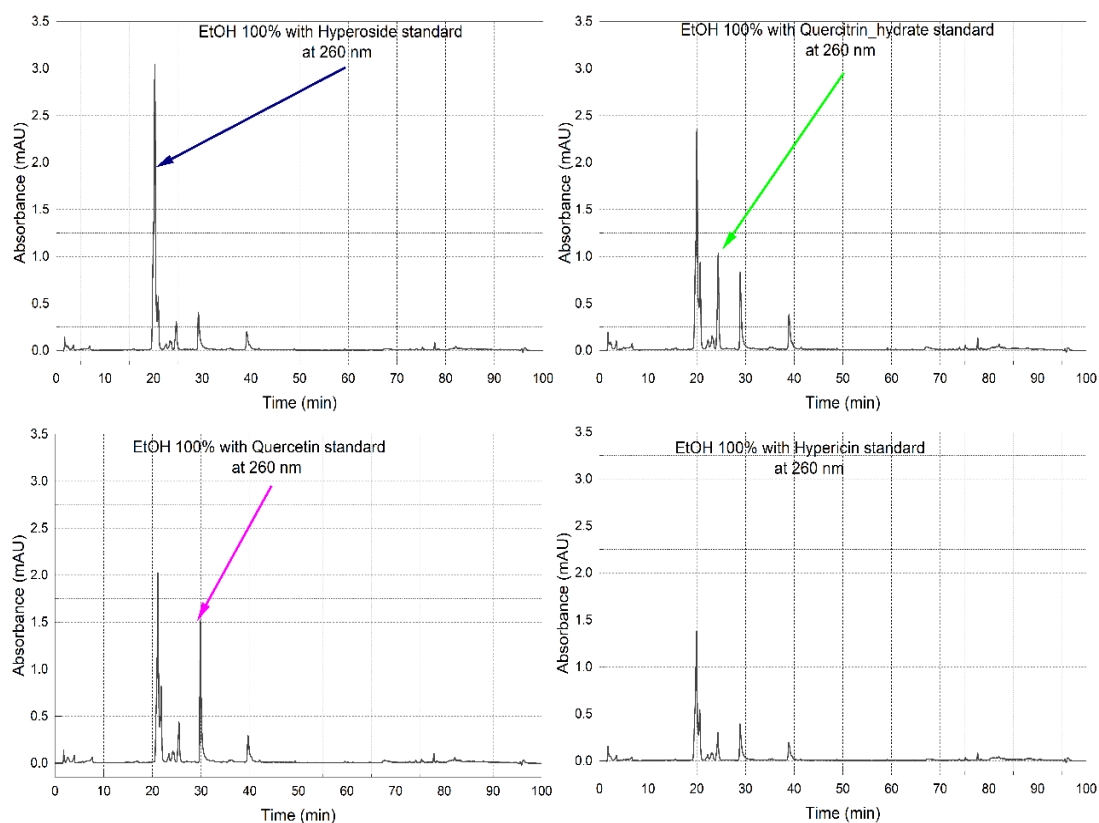 EtOH 100% with Hyperoside standard
at 260 nm
Absorbance (mAU)
3.5
3.0
2.5
2.0
1.5
1.0
0.5
0.0
0 10 20 30 40 50 60 70 80 90 100
Time (min)
EtOH 100% with Quercitrin_hydrate standard
at 260 nm
Absorbance (mAU)
3.5
3.0
2.5
2.0
1.5
1.0
0.5
0.0
0 10 20 30 40 50 60 70 80 90 100
Time (min)
EtOH 100% with Quercetin standard
at 260 nm
Absorbance (mAU)
3.5
3.0
2.5
2.0
1.5
1.0
0.5
0.0
0 10 20 30 40 50 60 70 80 90 100
Time (min)
EtOH 100% with Hypericin standard
at 260 nm
Absorbance (mAU)
3.5
3.0
2.5
2.0
1.5
1.0
0.5
0.0
0 10 20 30 40 50 60 70 80 90 100
Time (min)